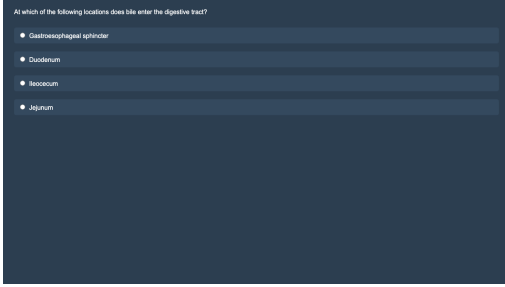 At which of the following locations does bile enter the digestive tract?
Gastroesophageal sphincter
Duodenum
Ileocecum
Jejunum